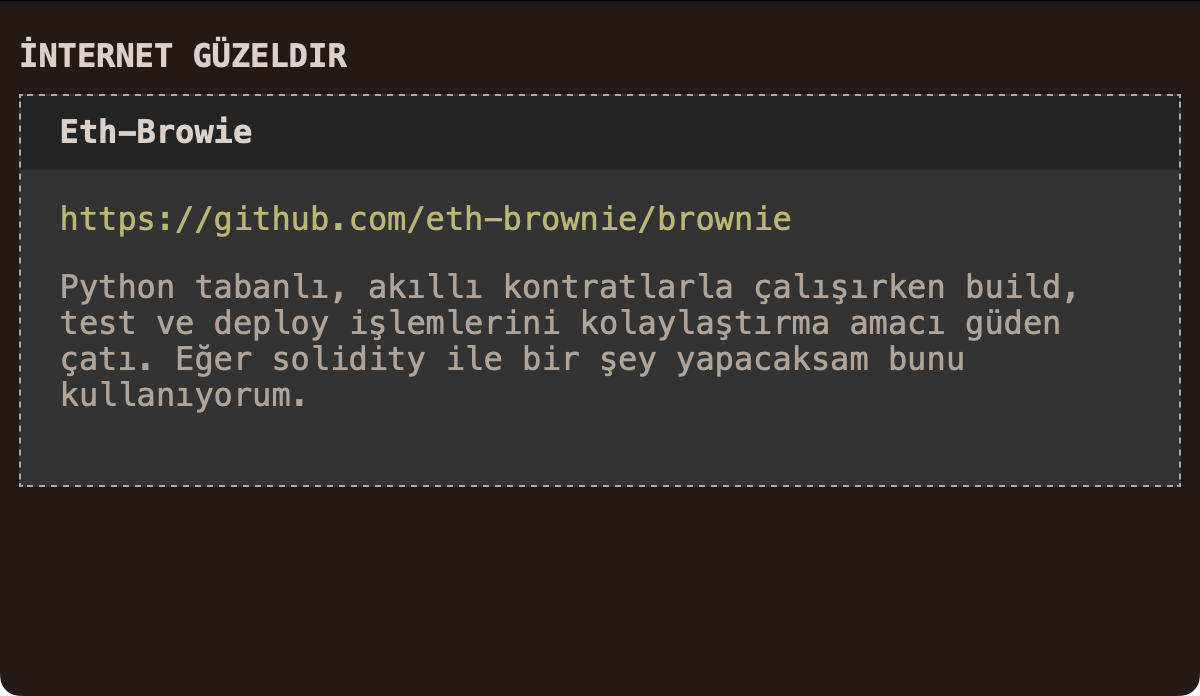 İNTERNET GÜZELDIR
Eth-Browie
https://github.com/eth-brownie/brownie
Python tabanlı, akıllı kontratlarla çalışırken build,
test ve deploy işlemlerini kolaylaştırma amacı güden
çatı. Eğer solidity ile bir şey yapacaksam bunu
kullanıyorum.